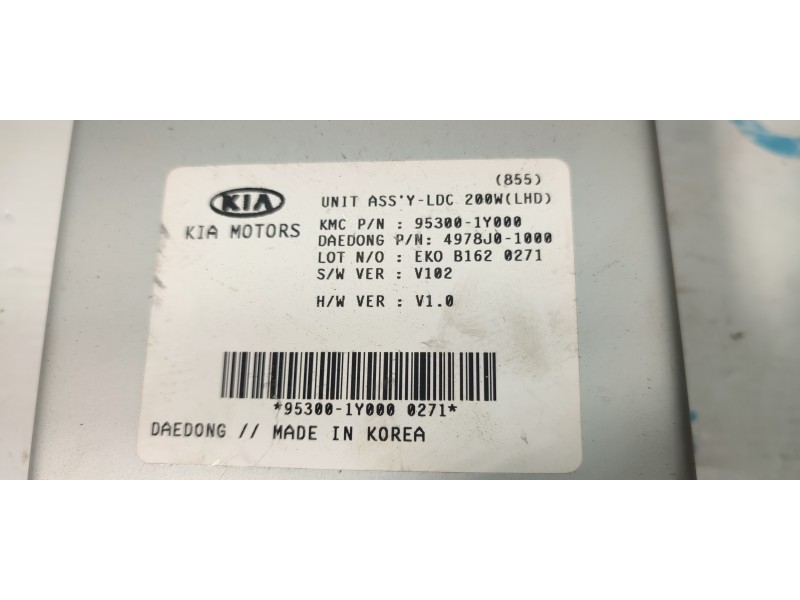 (855)
KIA
KIA MOTORS
UNIT ASS'Y-LDC 200W(LHD)
KMC P/N : 95300-1Y000
DAEDONG P/N: 4978J0-1000
LOT N/O : EKO B162 0271
S/W VER : V102
H/W VER : V1.0
*95300-1Y000 0271*
DAEDONG // MADE IN KOREA